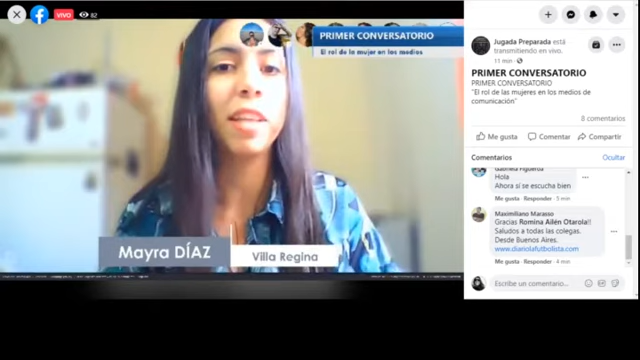 VIVO
82
PRIMER CONVERSATORIO
El rol de la mujer en los medios
Mayra DÍAZ
Villa Regina
Jugada Preparada está
transmitiendo en vivo.
11 min
PRIMER CONVERSATORIO
PRIMER CONVERSATORIO
"El rol de las mujeres en los medios de
comunicación"
8 comentarios
Me gusta
Comentar
Compartir
Comentarios
Ocultar
Gabriela Figueroa
Hola
Ahora sí se escucha bien
Me gusta · Responder · 5 min
Maximiliano Marasso
Gracias Romina Ailén Otarola!!
Saludos a todas las colegas.
Desde Buenos Aires.
www.diariolafutbolista.com
Me gusta · Responder · 4 min
Escribe un comentario...